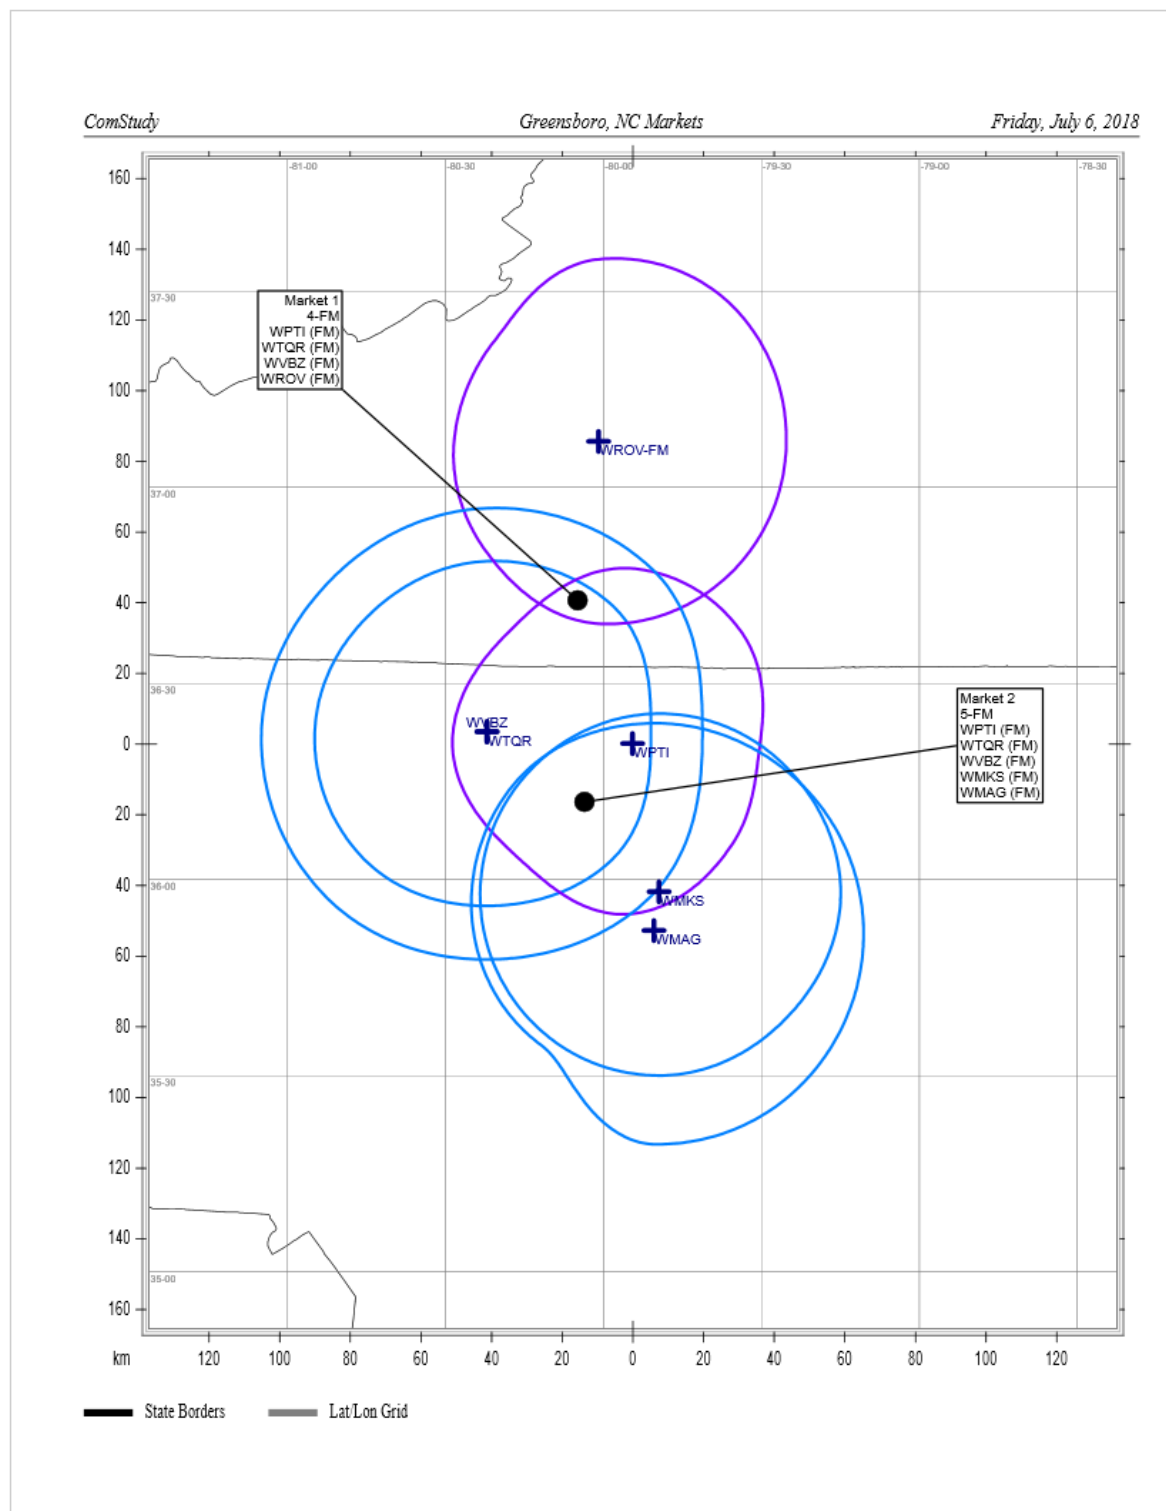 ComStudy Greensboro, NC Markets Friday, July 6, 2018
-81-00 -80-30 -80-00 -79-30 -79-00 -78-30
160
140
37-30
Market 1
4-FM
WPTI (FM)
WTQR (FM)
WVBZ (FM)
WROV (FM)
120
100
80
WROV-FM
37-00
60
40
20
36-30
Market 2
5-FM
WPTI (FM)
WTQR (FM)
WVBZ (FM)
WMKS (FM)
WMAG (FM)
WVBZ
WTQR
WPTI
0
20
40
36-00
WMKS
WMAG
60
80
35-30
100
120
140
35-00
160
km 120 100 80 60 40 20 0 20 40 60 80 100 120
State Borders Lat/Lon Grid